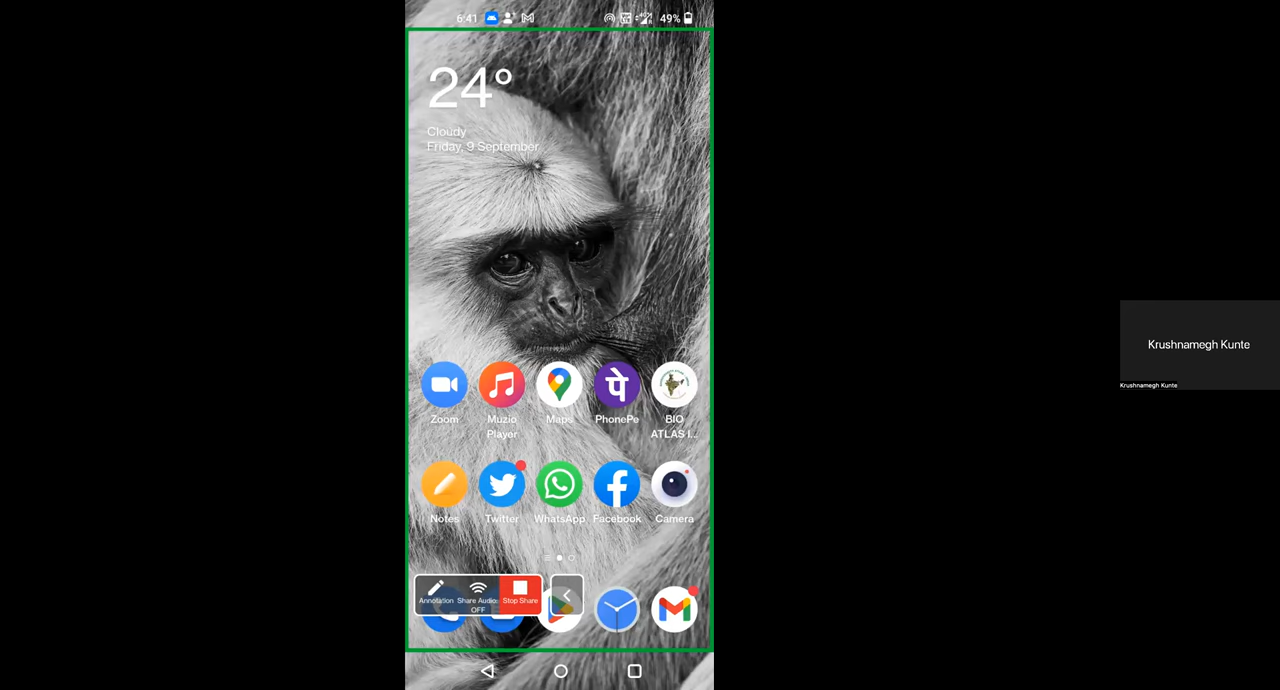 6:41
49%
24°
Cloudy
Friday, 9 September
Zoom
Muzio
Player
Maps
पे
PhonePe
BIO
ATLAS I...
Notes
Twitter
WhatsApp
Facebook
Camera
Annotation
Share Audio:
OFF
Stop Share
Krushnamegh Kunte
Krushnamegh Kunte